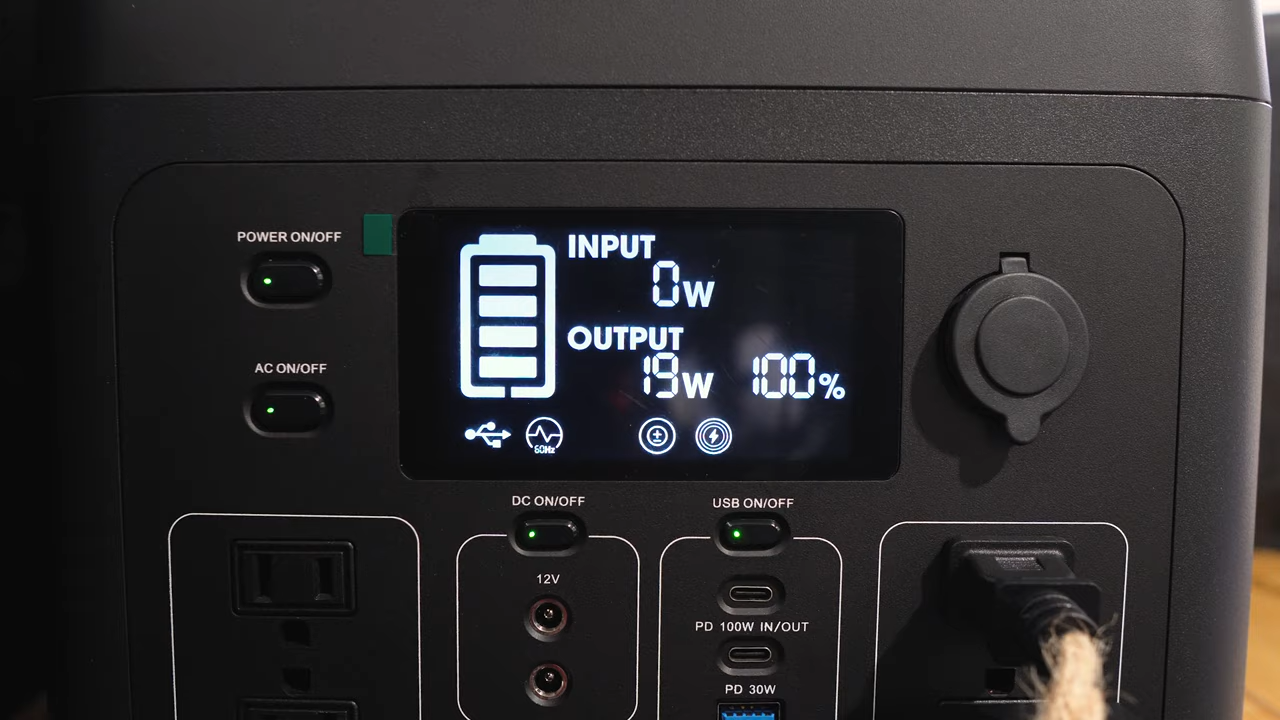 POWER ON/OFF
INPUT
0W
AC ON/OFF
OUTPUT
19W 100%
60Hz
DC ON/OFF
USB ON/OFF
12V
PD 100W IN/OUT
PD 30W